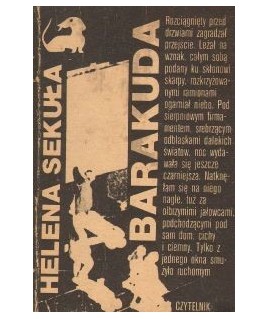 HELENA SEKUŁA
BARAKUDA
Rozciągnięty przed
drzwiami zagradzał
przejście. Leżał na
wznak, całym sobą
podany ku skłonowi
skarpy, rozkrzyżowa-
nymi ramionami
ogarniał niebo. Pod
sierpniowym firma-
mentem, srebrzącym
odblaskami dalekich
światów, noc wyda-
wała się jeszcze
czarniejsza. Natknę-
łam się na niego
nagle, tuż za
olbrzymimi jałowcami,
podchodzącymi pod
sam dom, cichy
i ciemny. Tylko z
jednego okna smu-
żyło ruchomym
CZYTELNIK